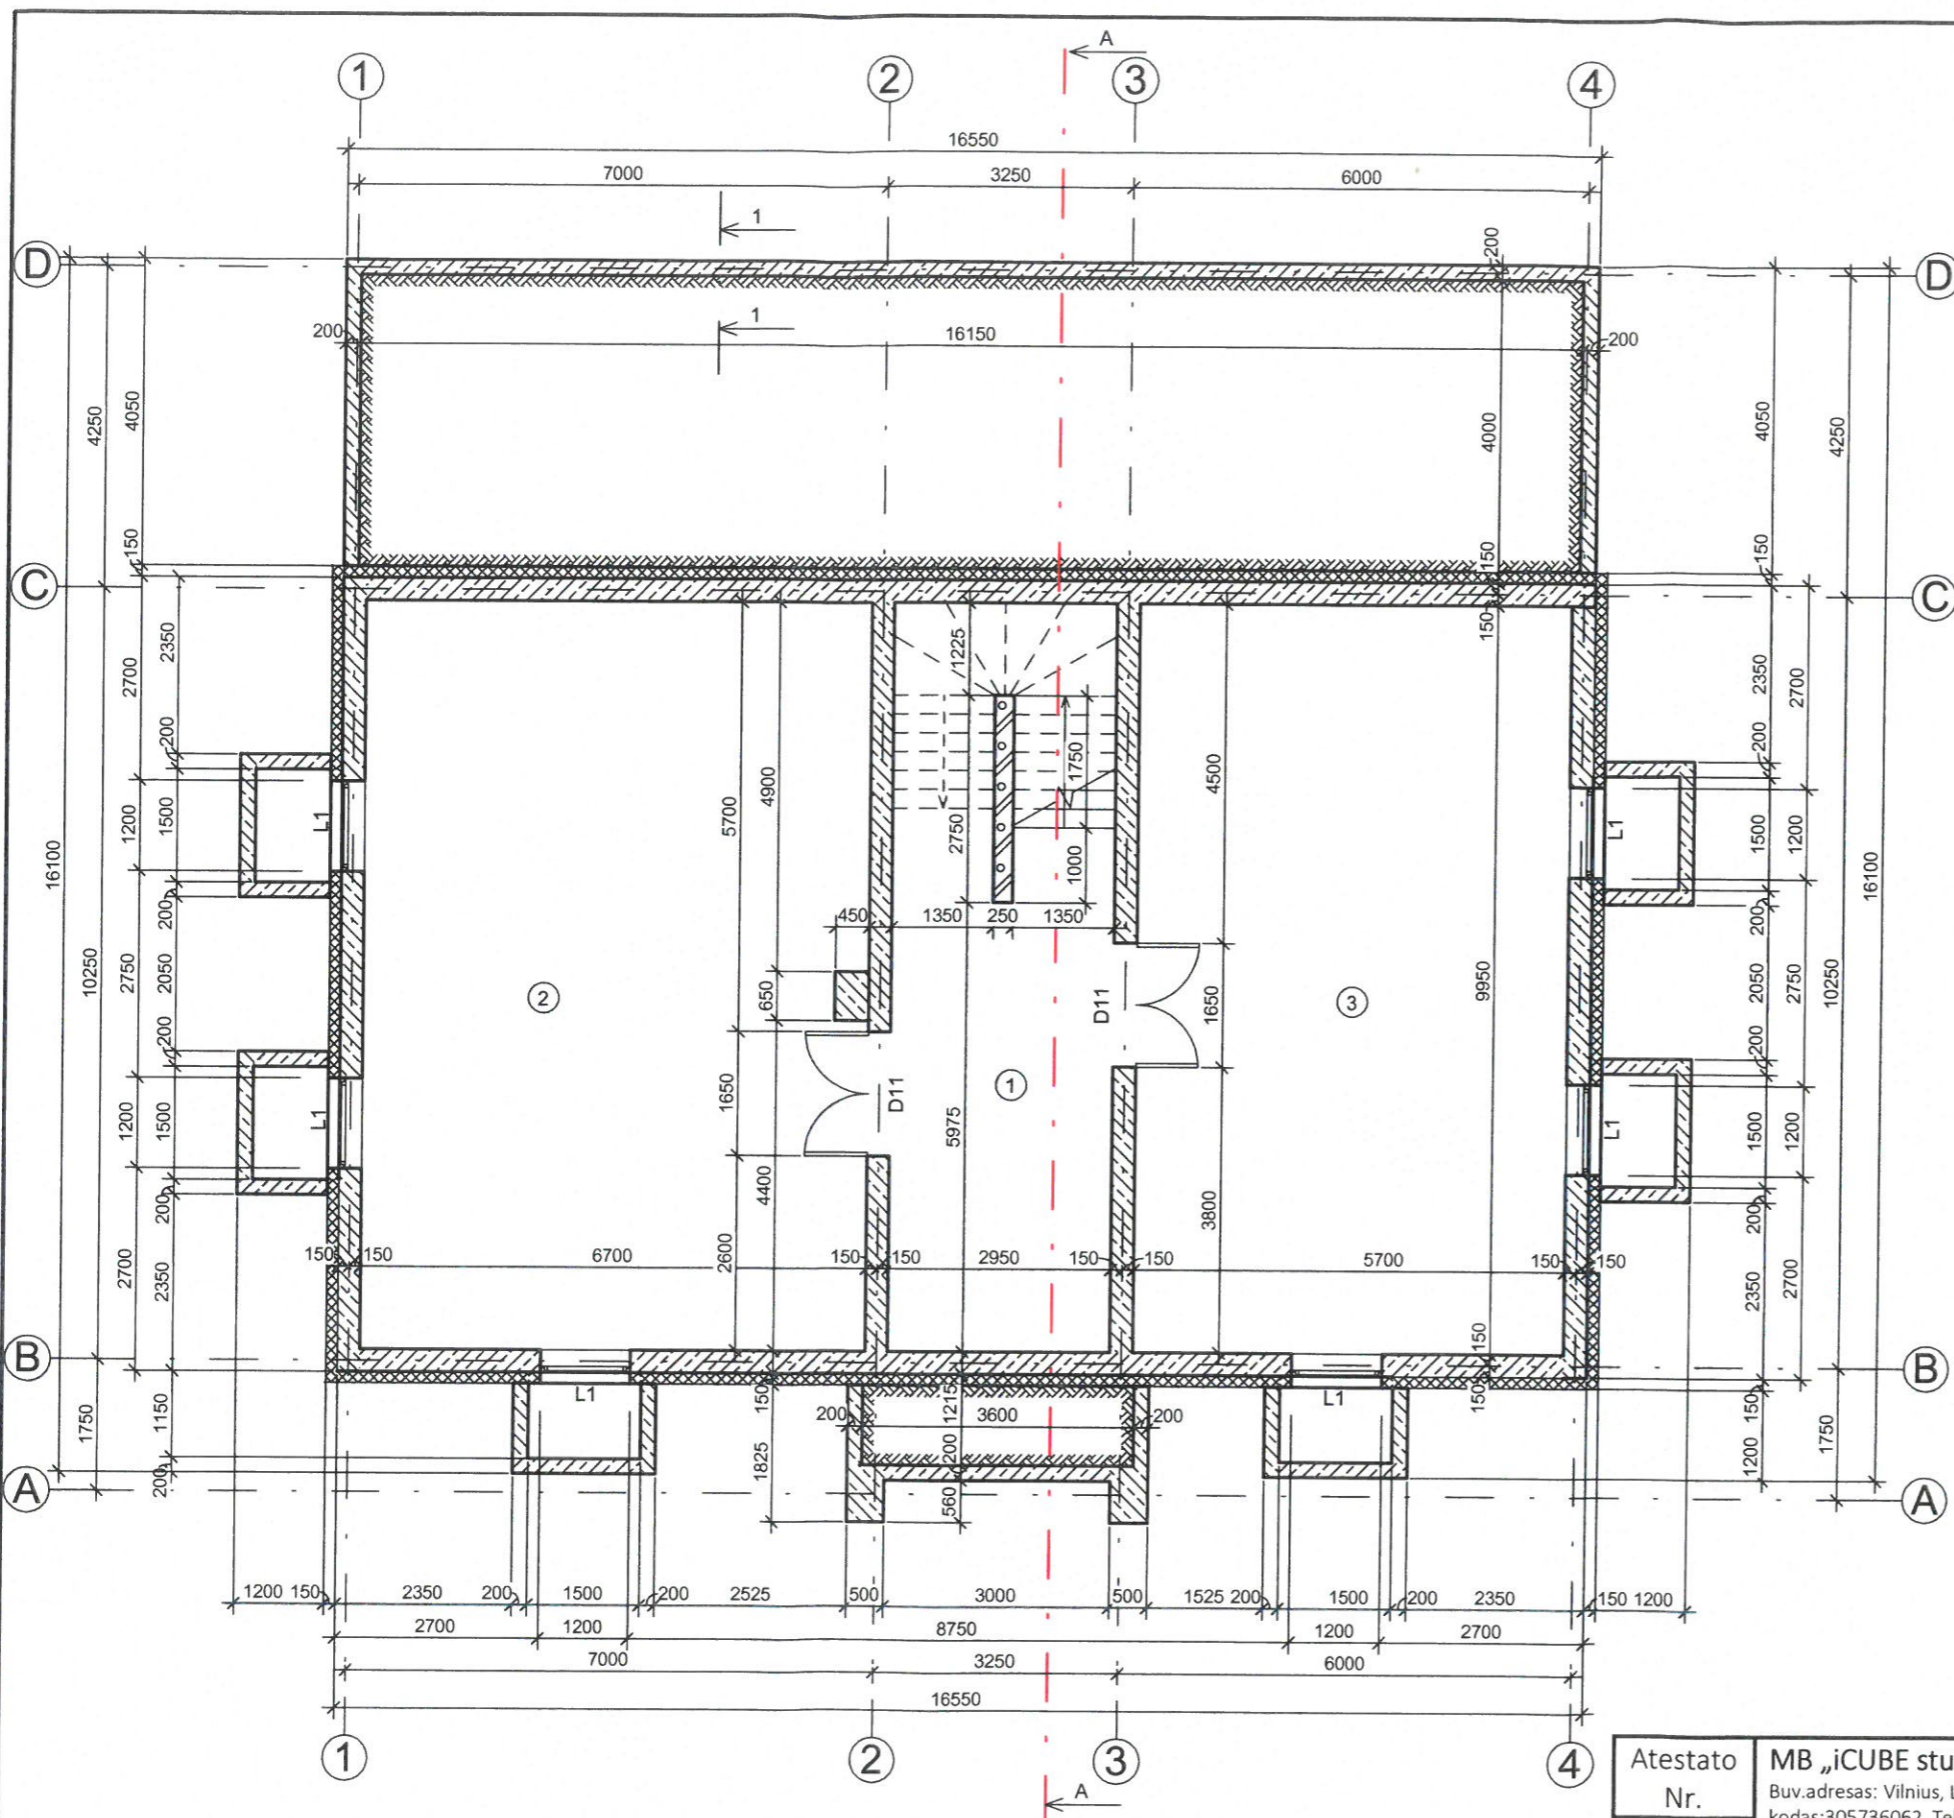 A
1 2 3 4
16550
7000 3250 6000
1
200
D D
1
200 16150 200
4250 4050 4000 4050 4250
150 150 150
C C
150
2350 1225 2350
2700 2700
200 200
1750
4900 4500
5700
1200 1500 L1 2750 L1 1500 1200
1000
16100 16100
200 450 1350 250 1350 200
10250 2750 2050 2 650 D11 1650 3 9950 2050 2750 10250
200 200
1650 D11 1 5975
1200 1500 L1 L1 1500 1200
4400 3800
200 200
2600
150 150 6700 150 150 2950 150 150 5700 150 150
2700 2350 2350 2700
B B
150
L1 L1
1750 1150 150 1215 150 150 1750
200 3600 200
200 1825 200 1200
A A
560
1200 150 2350 200 1500 200 2525 500 3000 500 1525 200 1500 200 2350 150 1200
2700 1200 8750 1200 2700
7000 3250 6000
16550
1 2 3 4
A
Atestato
Nr.
MB „iCUBE stu
Buv.adresas: Vilnius,
kodas:305736062